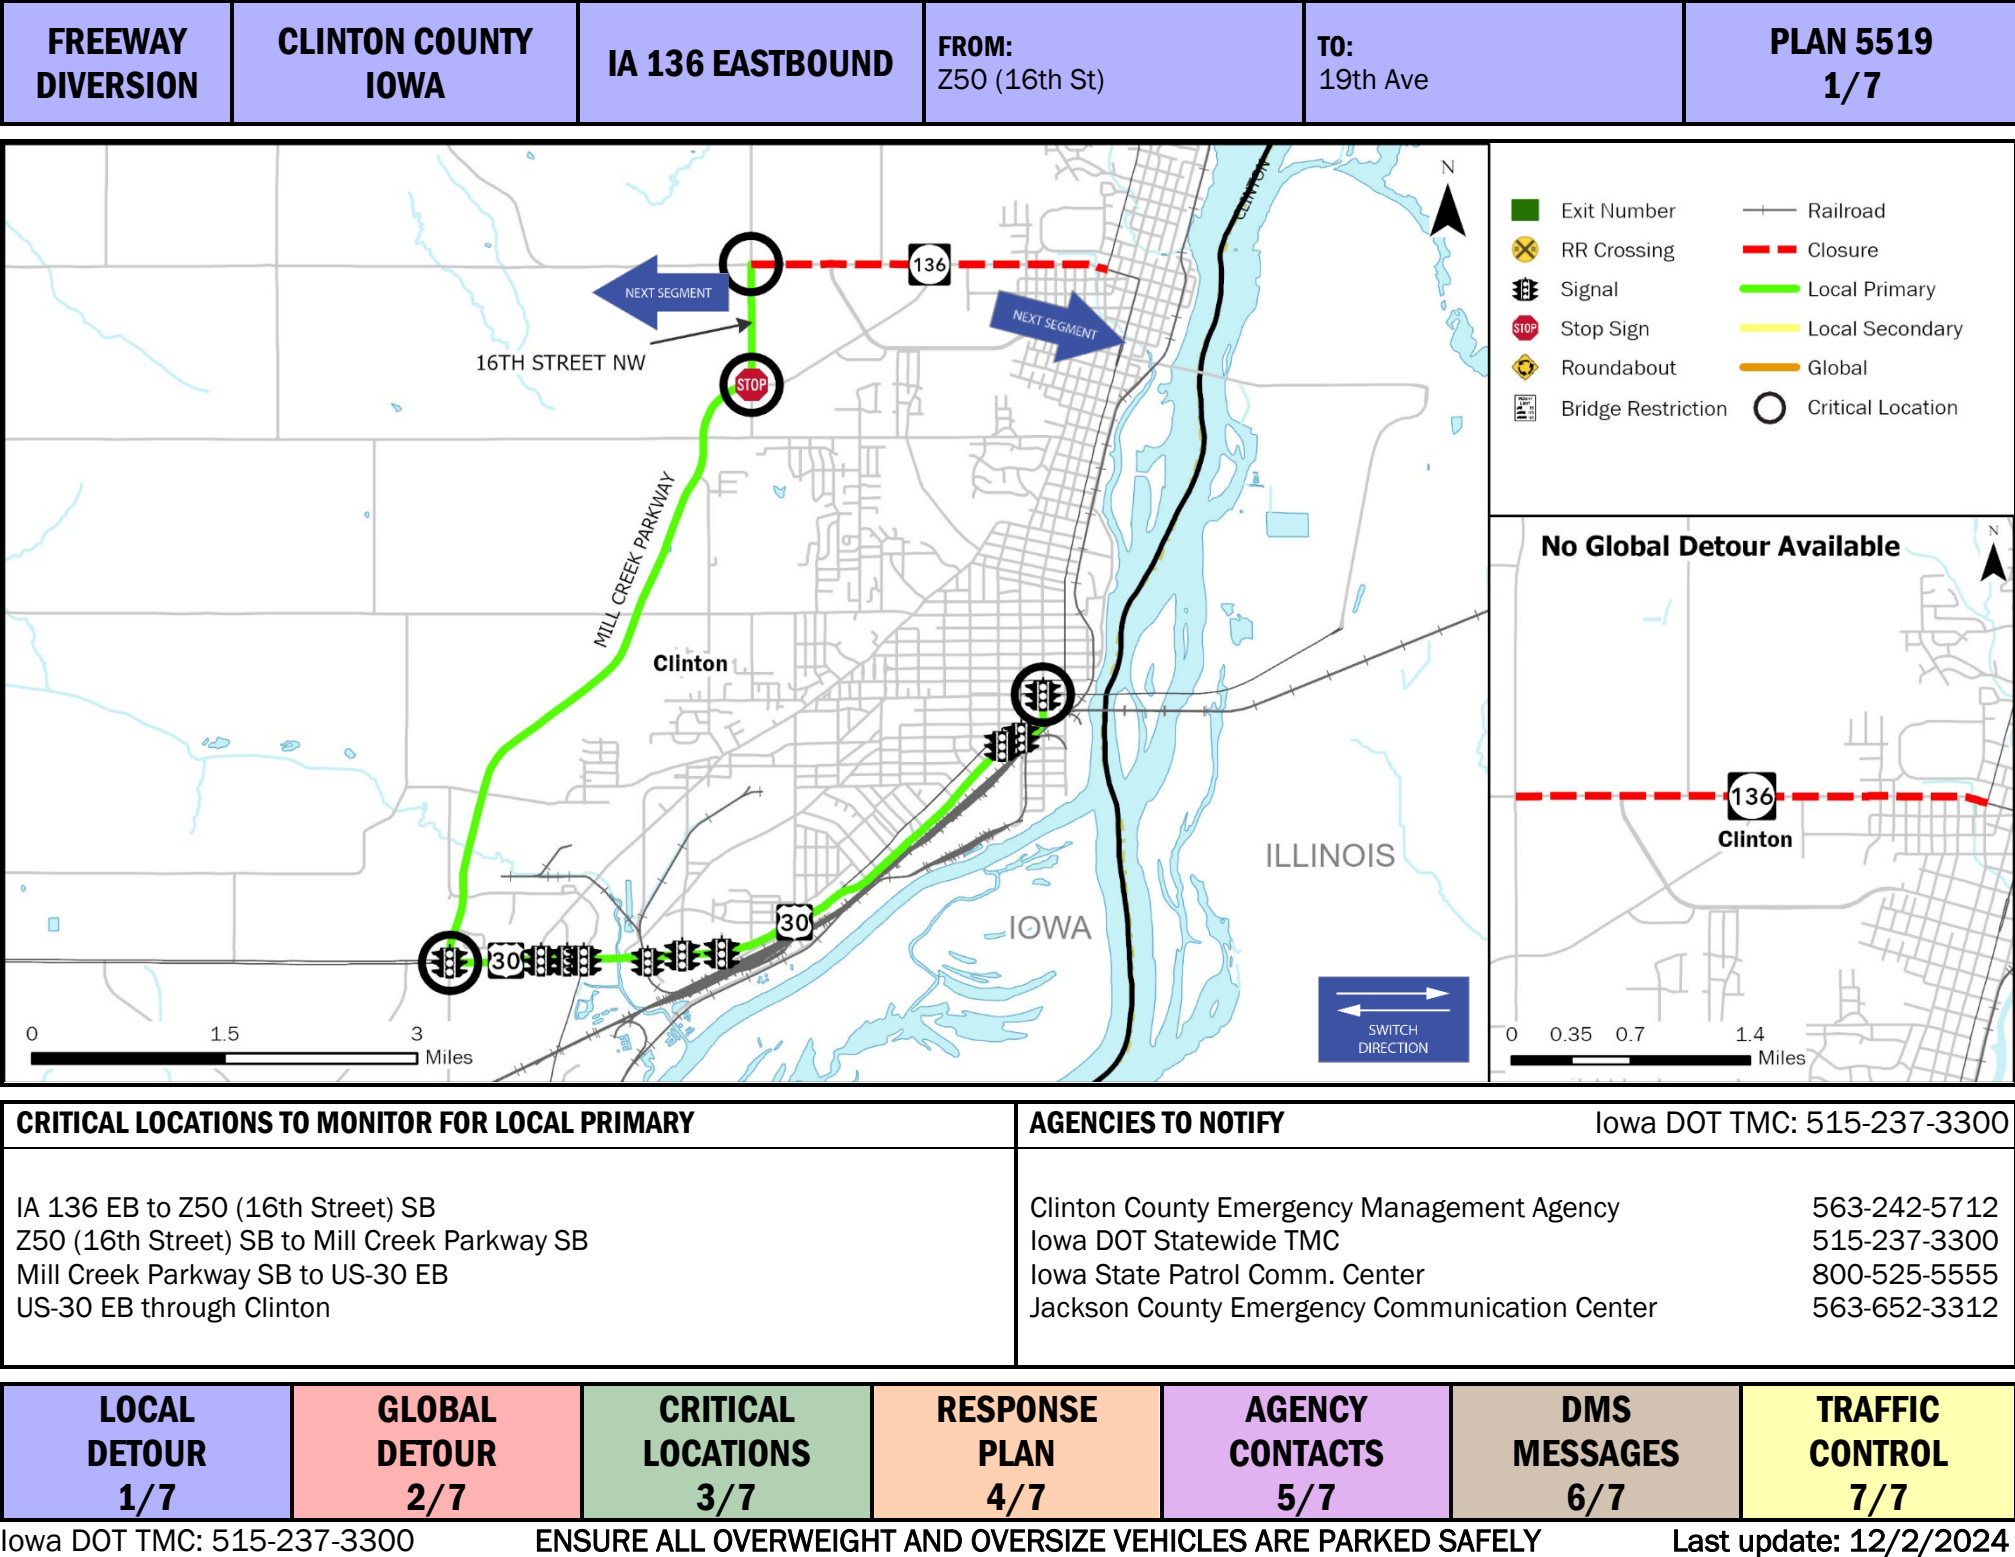 FREEWAY
DIVERSION
CLINTON COUNTY
IOWA
IA 136 EASTBOUND
FROM:
Z50 (16th St)
TO:
19th Ave
PLAN 5519
1/7
CLINTON
N
136
NEXT SEGMENT
NEXT SEGMENT
16TH STREET NW
STOP
MILL CREEK PARKWAY
Clinton
ILLINOIS
IOWA
30
30
0 1.5 3
Miles
SWITCH
DIRECTION
Exit Number
Railroad
RR Crossing
Closure
Signal
Local Primary
STOP
Stop Sign
Local Secondary
Roundabout
Global
Bridge Restriction
Critical Location
No Global Detour Available
N
136
Clinton
0 0.35 0.7 1.4
Miles
CRITICAL LOCATIONS TO MONITOR FOR LOCAL PRIMARY
IA 136 EB to Z50 (16th Street) SB
Z50 (16th Street) SB to Mill Creek Parkway SB
Mill Creek Parkway SB to US-30 EB
US-30 EB through Clinton
AGENCIES TO NOTIFY Iowa DOT TMC: 515-237-3300
Clinton County Emergency Management Agency 563-242-5712
Iowa DOT Statewide TMC 515-237-3300
Iowa State Patrol Comm. Center 800-525-5555
Jackson County Emergency Communication Center 563-652-3312
LOCAL
DETOUR
1/7
GLOBAL
DETOUR
2/7
CRITICAL
LOCATIONS
3/7
RESPONSE
PLAN
4/7
AGENCY
CONTACTS
5/7
DMS
MESSAGES
6/7
TRAFFIC
CONTROL
7/7
Iowa DOT TMC: 515-237-3300 ENSURE ALL OVERWEIGHT AND OVERSIZE VEHICLES ARE PARKED SAFELY Last update: 12/2/2024